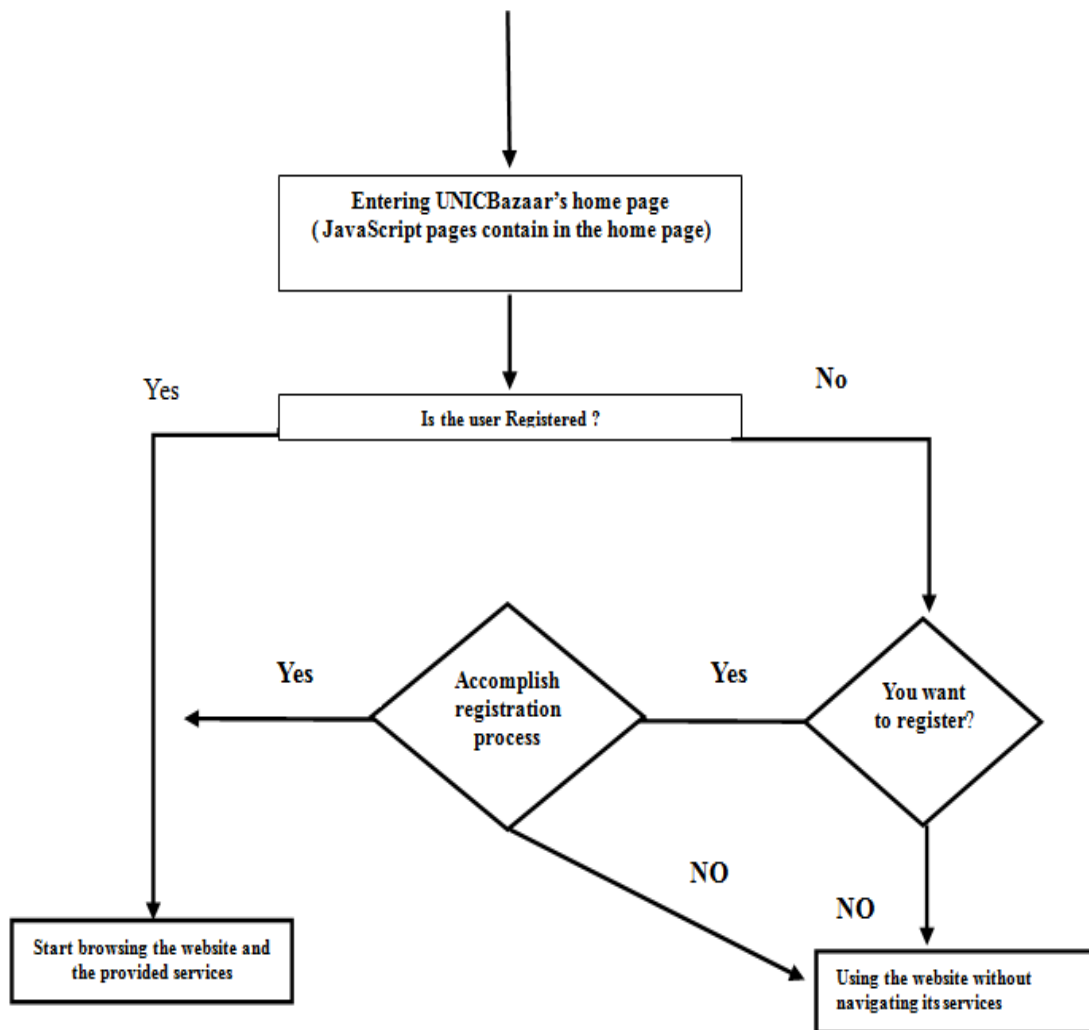 Entering UNICBazaar's home page
( JavaScript pages contain in the home page)
Yes
No
Is the user Registered ?
Yes
Accomplish
registration
process
Yes
You want
to register?
NO
NO
Start browsing the website and
the provided services
Using the website without
navigating its services